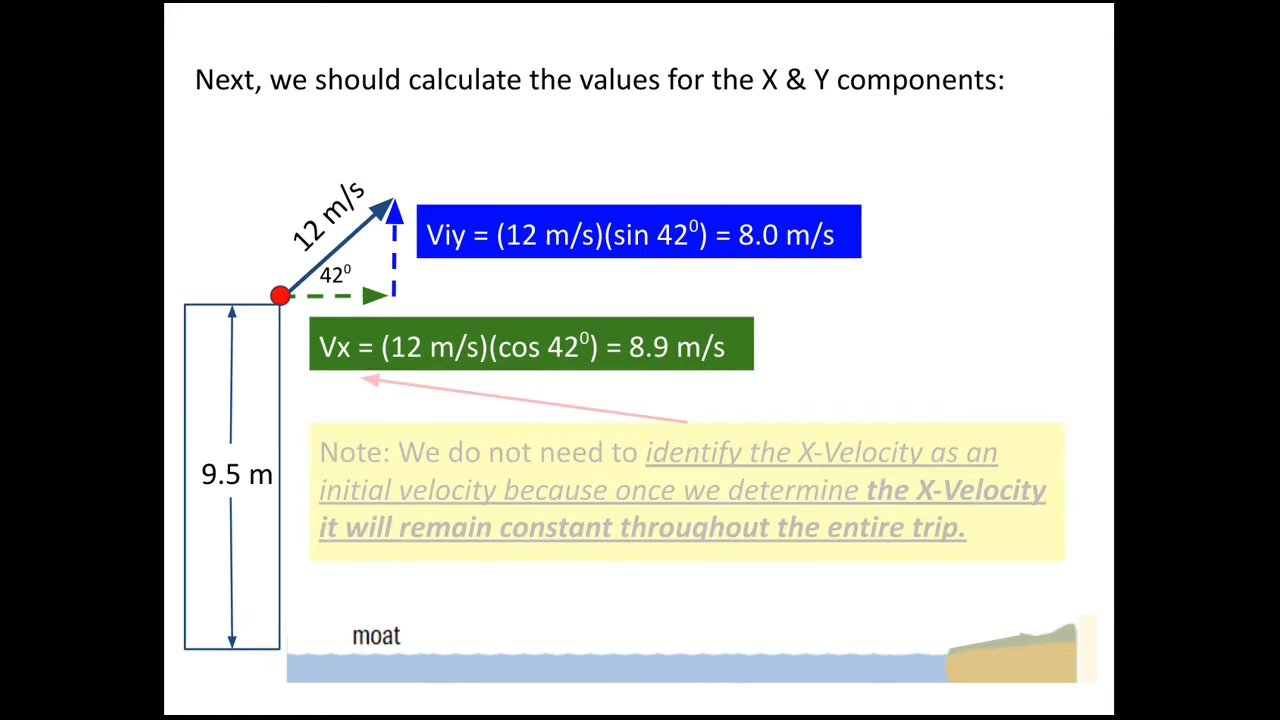 Next, we should calculate the values for the X & Y components:
12 m/s
Viy = (12 m/s)(sin 42⁰) = 8.0 m/s
42⁰
Vx = (12 m/s)(cos 42⁰) = 8.9 m/s
Note: We do not need to identify the X-Velocity as an
initial velocity because once we determine the X-Velocity
it will remain constant throughout the entire trip.
9.5 m
moat